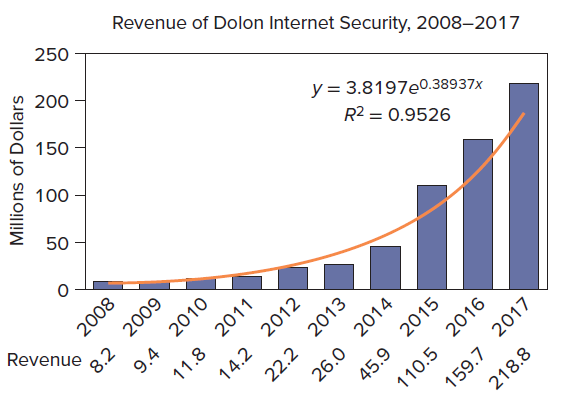 Revenue of Dolon Internet Security, 2008–2017
250
200
150
100
50
0
Millions of Dollars
y = 3.8197e0.38937x
R2 = 0.9526
2008 2009 2010 2011 2012 2013 2014 2015 2016 2017
Revenue 8.2 9.4 11.8 14.2 22.2 26.0 45.9 110.5 159.7 218.8